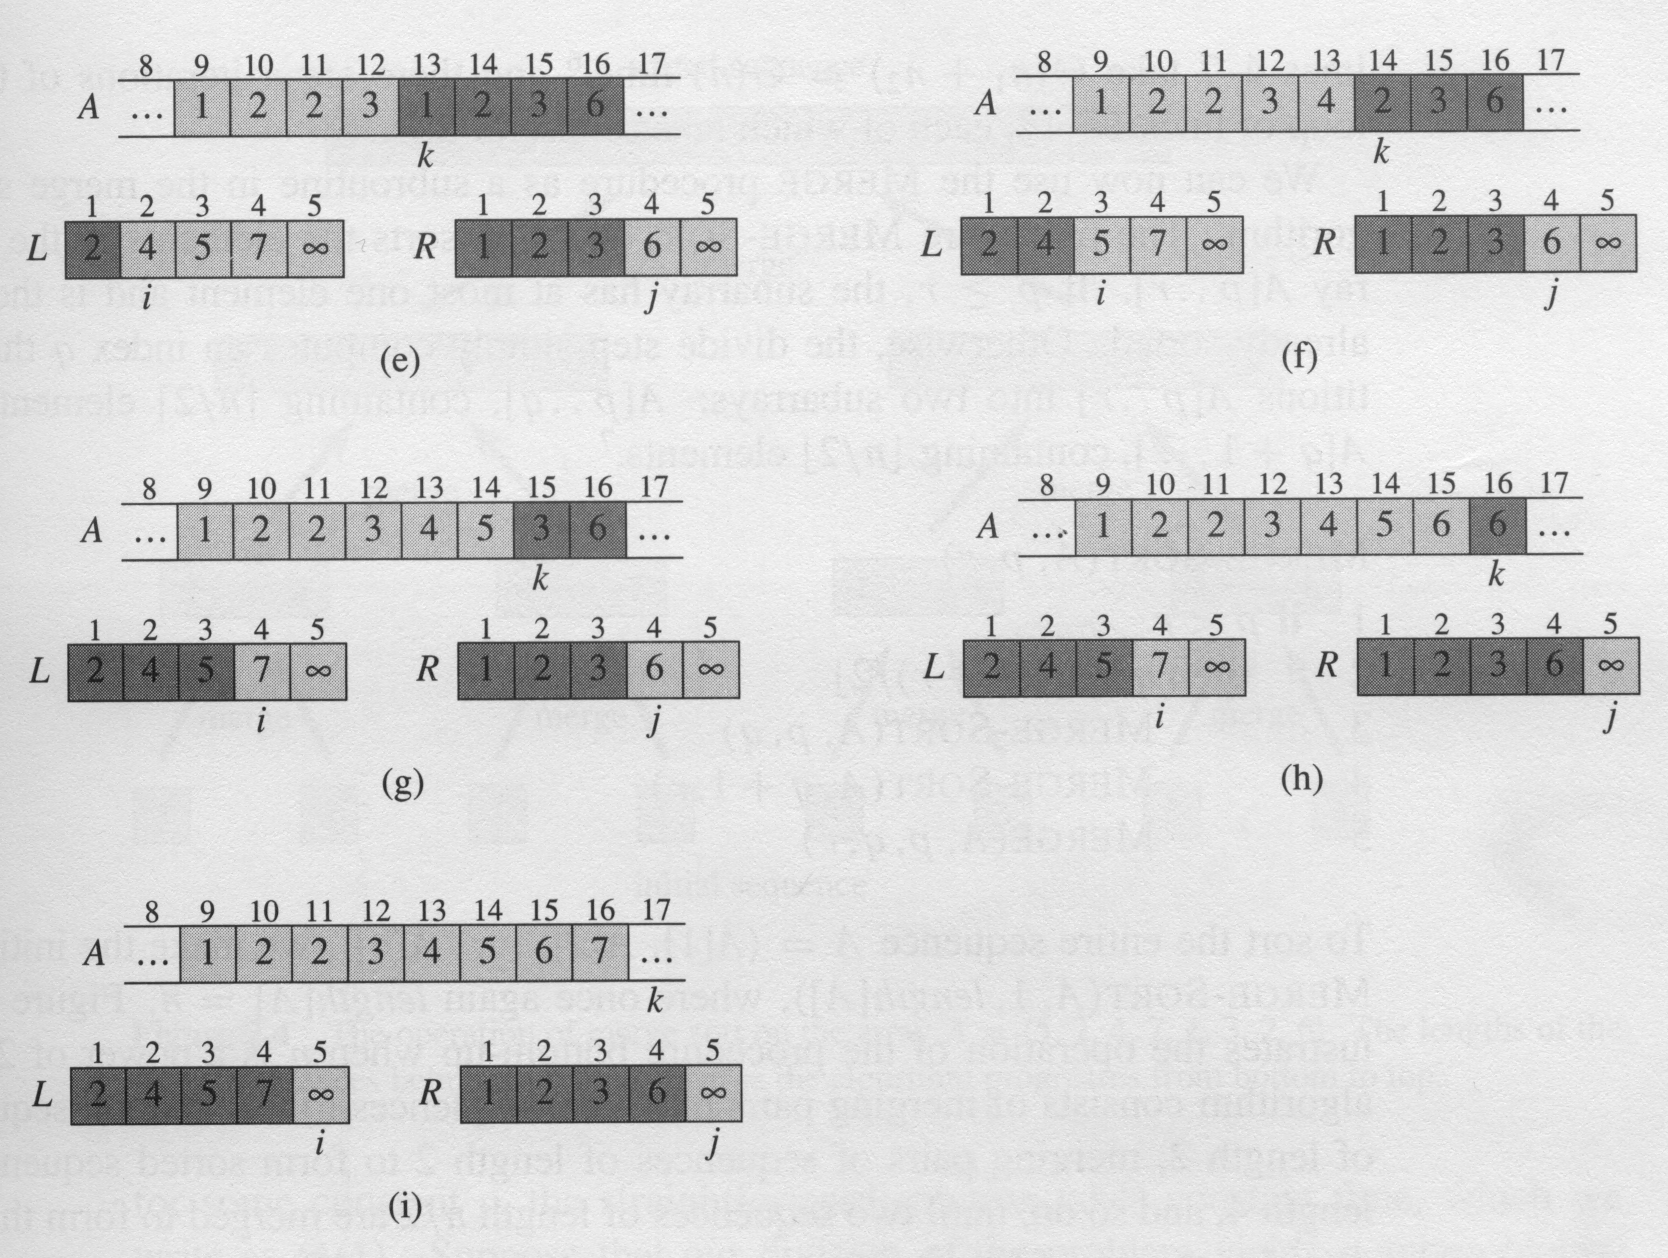 8 9 10 11 12 13 14 15 16 17
A … 1 2 2 3 1 2 3 6 …
k
1 2 3 4 5
L 2 4 5 7 ∞
i
1 2 3 4 5
R 1 2 3 6 ∞
j
(e)
8 9 10 11 12 13 14 15 16 17
A … 1 2 2 3 4 2 3 6 …
k
1 2 3 4 5
L 2 4 5 7 ∞
i
1 2 3 4 5
R 1 2 3 6 ∞
j
(f)
8 9 10 11 12 13 14 15 16 17
A … 1 2 2 3 4 5 3 6 …
k
1 2 3 4 5
L 2 4 5 7 ∞
i
1 2 3 4 5
R 1 2 3 6 ∞
j
(g)
8 9 10 11 12 13 14 15 16 17
A … 1 2 2 3 4 5 6 6 …
k
1 2 3 4 5
L 2 4 5 7 ∞
i
1 2 3 4 5
R 1 2 3 6 ∞
j
(h)
8 9 10 11 12 13 14 15 16 17
A … 1 2 2 3 4 5 6 7 …
k
1 2 3 4 5
L 2 4 5 7 ∞
i
1 2 3 4 5
R 1 2 3 6 ∞
j
(i)